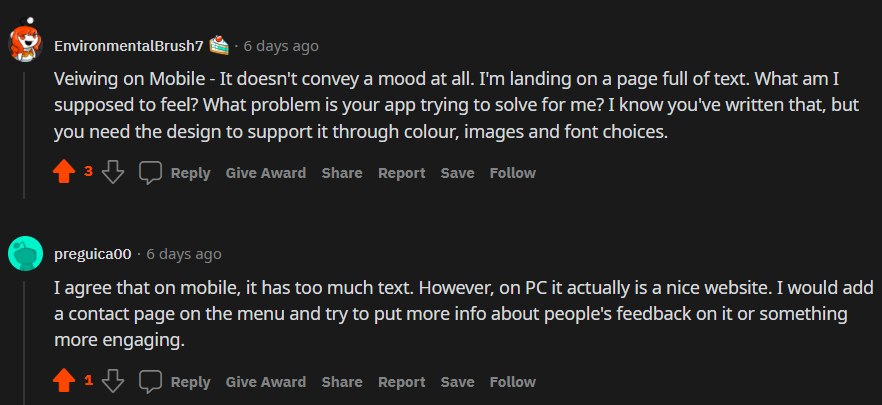 EnvironmentalBrush7 · 6 days ago
Veiwing on Mobile - It doesn't convey a mood at all. I'm landing on a page full of text. What am I
supposed to feel? What problem is your app trying to solve for me? I know you've written that, but
you need the design to support it through colour, images and font choices.
3 Reply Give Award Share Report Save Follow
preguica00 · 6 days ago
I agree that on mobile, it has too much text. However, on PC it actually is a nice website. I would add
a contact page on the menu and try to put more info about people's feedback on it or something
more engaging.
1 Reply Give Award Share Report Save Follow